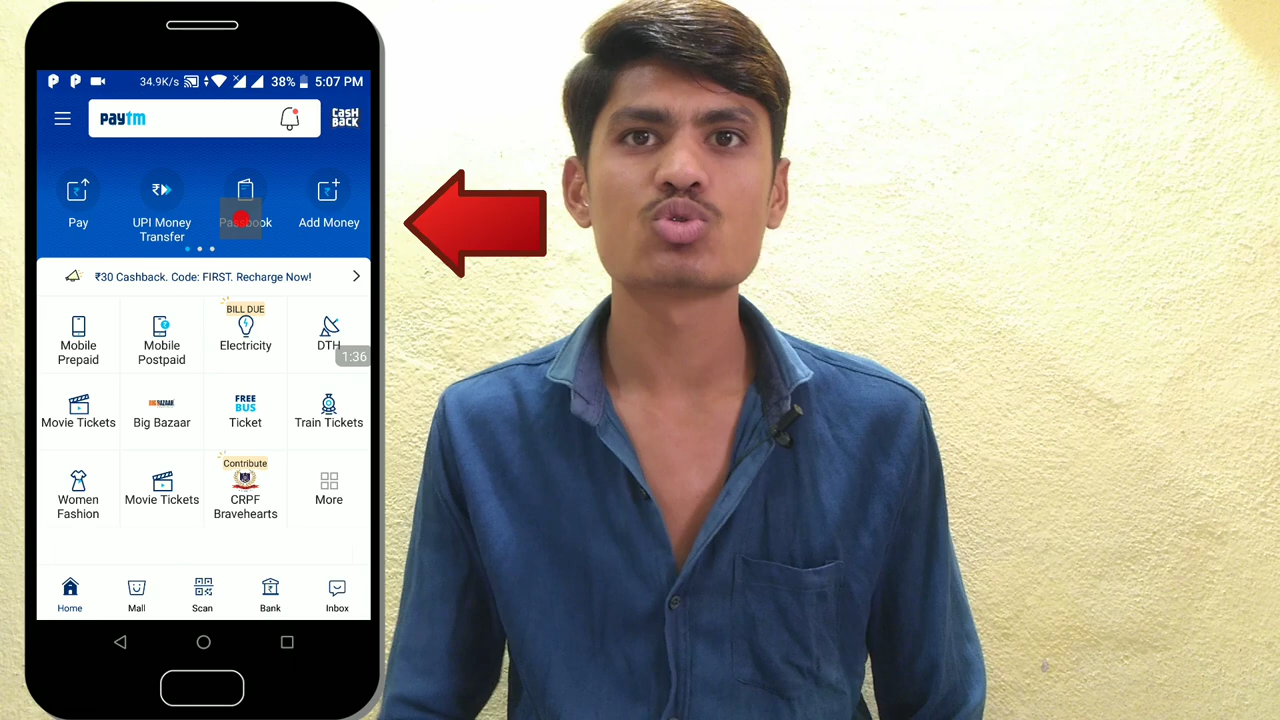 34.9K/s 38% 5:07 PM
paytm
CASH
BACK
Pay
UPI Money
Transfer
Passbook
Add Money
₹30 Cashback. Code: FIRST. Recharge Now!
Mobile
Prepaid
Mobile
Postpaid
BILL DUE
Electricity
DTH
1:36
Movie Tickets
BIG BAZAAR
Big Bazaar
FREE
BUS
Ticket
Train Tickets
Women
Fashion
Movie Tickets
Contribute
CRPF
Bravehearts
More
Home
Mall
Scan
Bank
Inbox